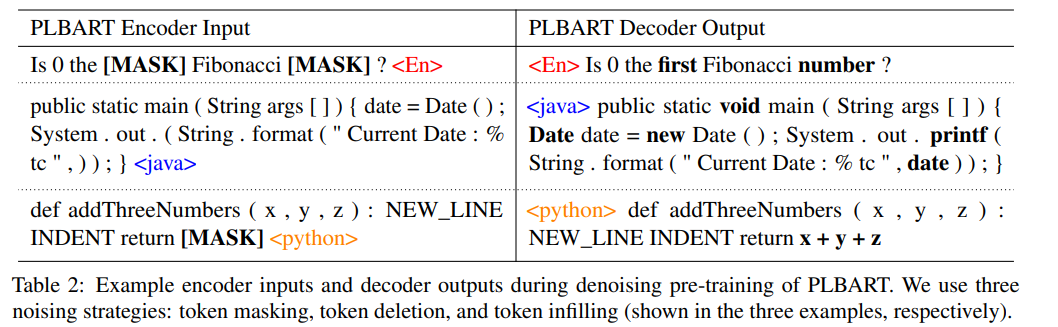 PLBART Encoder Input
PLBART Decoder Output
Is 0 the [MASK] Fibonacci [MASK] ? <En>
<En> Is 0 the first Fibonacci number ?
public static main ( String args [ ] ) { date = Date ( ) ;
System . out . ( String . format ( " Current Date : %
tc " , ) ) ; } <java>
<java> public static void main ( String args [ ] ) {
Date date = new Date ( ) ; System . out . printf (
String . format ( " Current Date : % tc " , date ) ) ; }
def addThreeNumbers ( x , y , z ) : NEW_LINE
INDENT return [MASK] <python>
<python> def addThreeNumbers ( x , y , z ) :
NEW_LINE INDENT return x + y + z
Table 2: Example encoder inputs and decoder outputs during denoising pre-training of PLBART. We use three
noising strategies: token masking, token deletion, and token infilling (shown in the three examples, respectively).